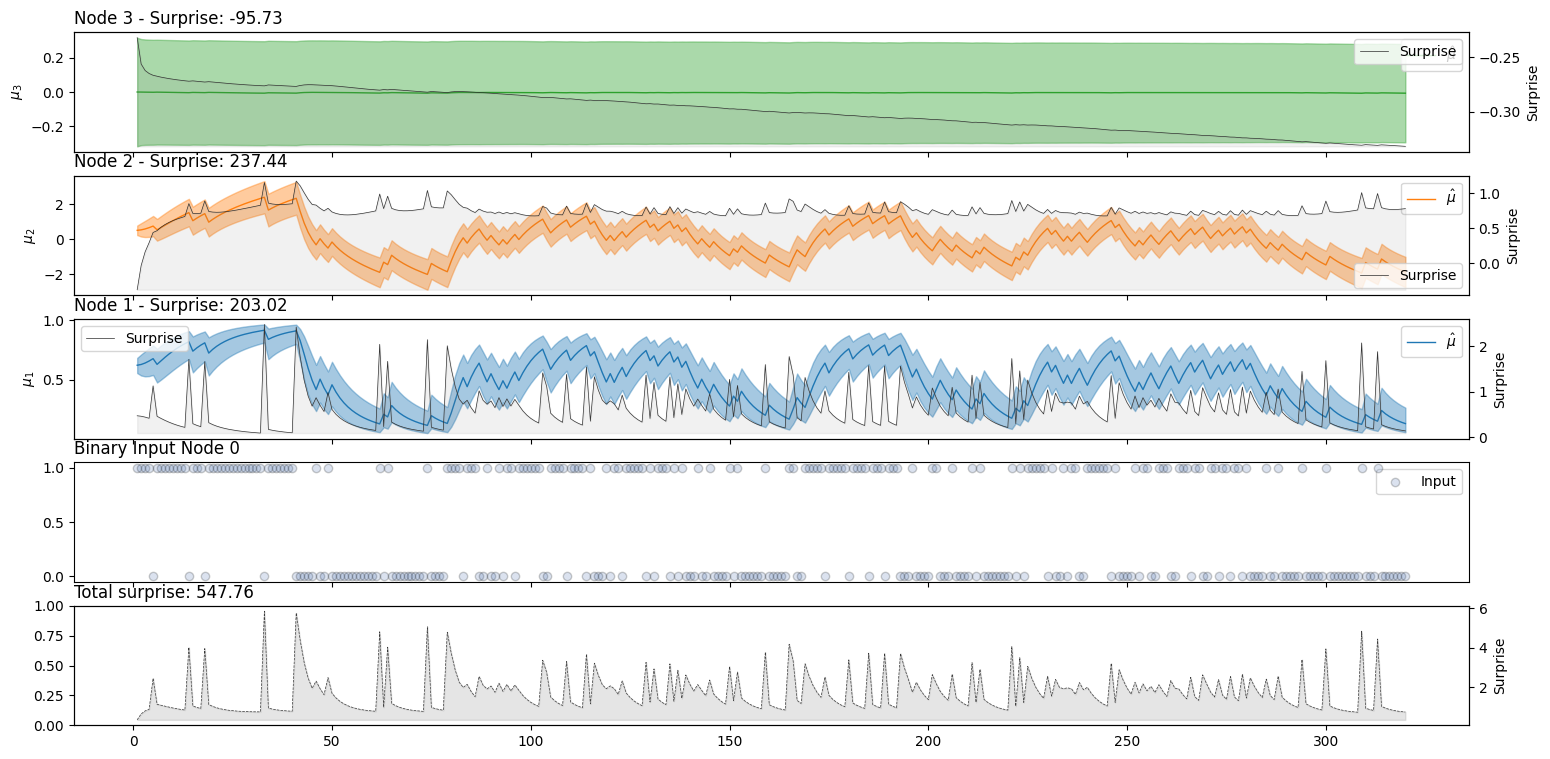 Node 3 - Surprise: -95.73
0.2
0.0
−0.2
μ3
Surprise
−0.25
−0.30
Surprise
Node 2 - Surprise: 237.44
2
0
−2
μ2
μ̂
Surprise
1.0
0.5
0.0
Surprise
Node 1 - Surprise: 203.02
1.0
0.5
μ1
Surprise
μ̂
2
1
0
Surprise
Binary Input Node 0
1.0
0.5
0.0
Input
Total surprise: 547.76
1.00
0.75
0.50
0.25
0.00
6
4
2
Surprise
0 50 100 150 200 250 300